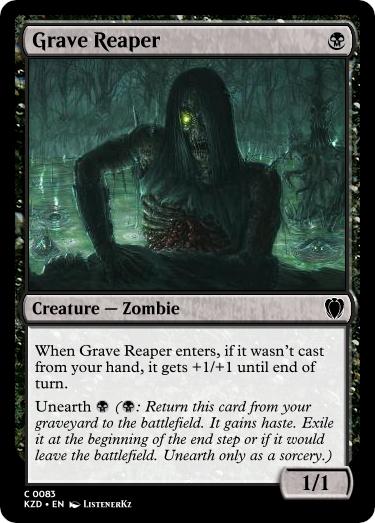 Grave Reaper
Creature — Zombie
When Grave Reaper enters, if it wasn't cast
from your hand, it gets +1/+1 until end of
turn.
Unearth (: Return this card from your
graveyard to the battlefield. It gains haste. Exile
it at the beginning of the end step or if it would
leave the battlefield. Unearth only as a sorcery.)
1/1
C 0083
KZD • EN ListenerKz